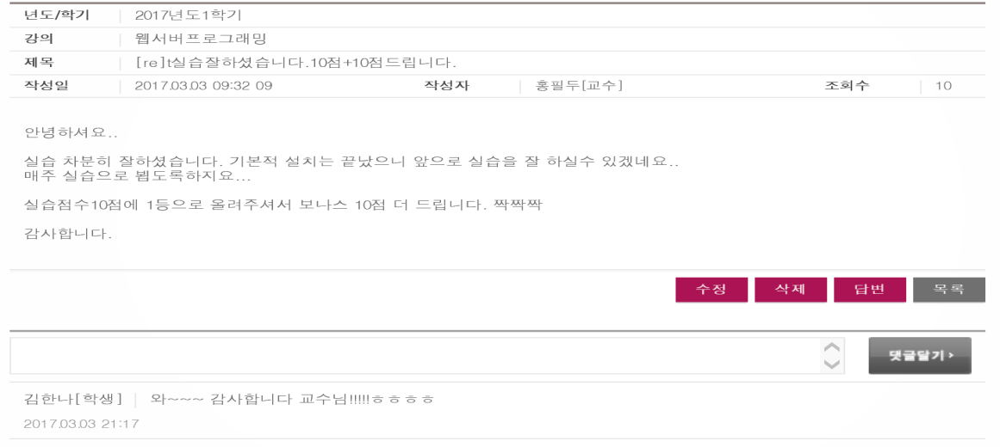 년도/학기 2017년도1학기
강의 웹서버프로그래밍
제목 [re]t실습잘하셨습니다.10점+10점드립니다.
작성일 2017.03.03 09:32 09 작성자 홍필두[교수] 조회수 10
안녕하셔요..
실습 차분히 잘하셨습니다. 기본적 설치는 끝났으니 앞으로 실습을 잘 하실수 있겠네요..
매주 실습으로 뵙도록하지요...
실습점수10점에 1등으로 올려주셔서 보나스 10점 더 드립니다. 짝짝짝
감사합니다.
수정 삭제 답변 목록
댓글달기 ›
김한나[학생] 와~~~ 감사합니다 교수님!!!!!ㅎㅎㅎㅎ
2017.03.03 21:17